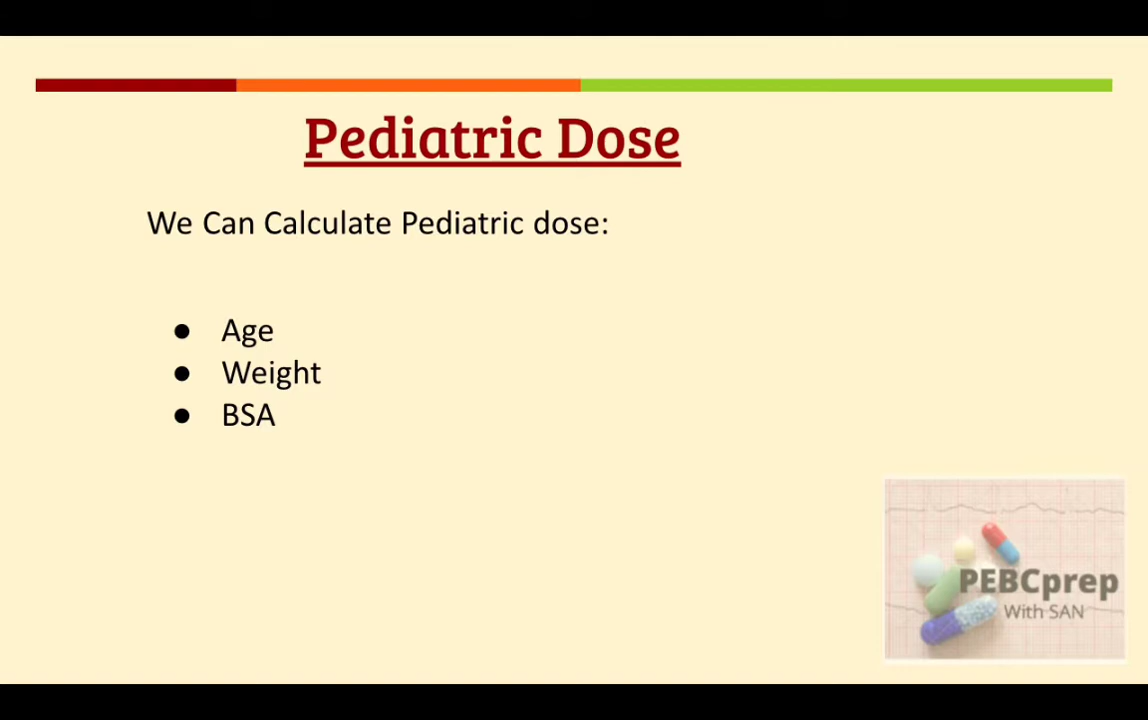 Pediatric Dose
We Can Calculate Pediatric dose:
● Age
● Weight
● BSA
PEBCprep
With SAN